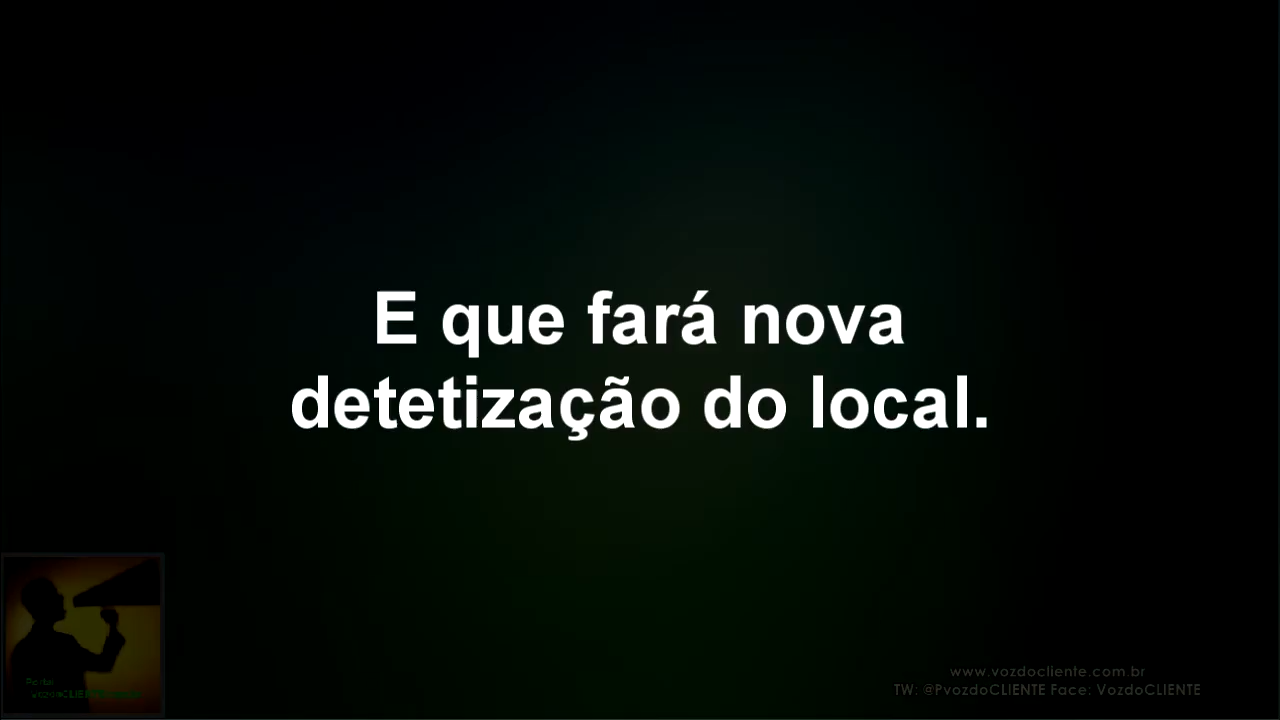 E que fará nova
detetização do local.
www.vozdocliente.com.br
TW: @PvozdoCLIENTE Face: VozdoCLIENTE